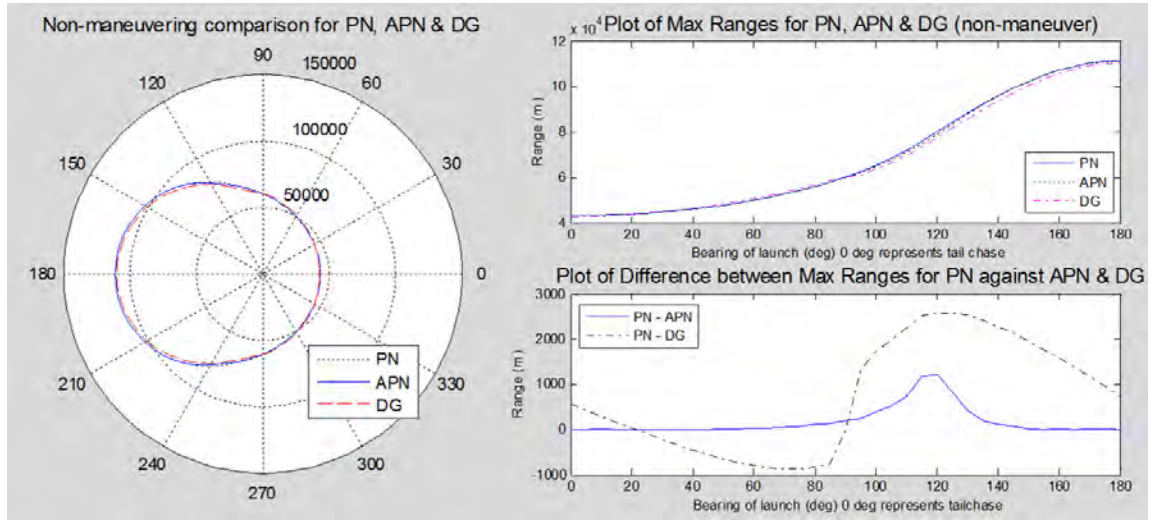 Non-maneuvering comparison for PN, APN & DG
90
150000
120
60
100000
150
30
50000
180
0
210
330
240
300
270
PN
APN
DG
x 10⁴
Plot of Max Ranges for PN, APN & DG (non-maneuver)
12
10
8
6
4
Range (m)
PN
APN
DG
0 20 40 60 80 100 120 140 160 180
Bearing of launch (deg) 0 deg represents tail chase
Plot of Difference between Max Ranges for PN against APN & DG
3000
2000
1000
0
-1000
Range (m)
PN - APN
PN - DG
0 20 40 60 80 100 120 140 160 180
Bearing of launch (deg) 0 deg represents tailchase